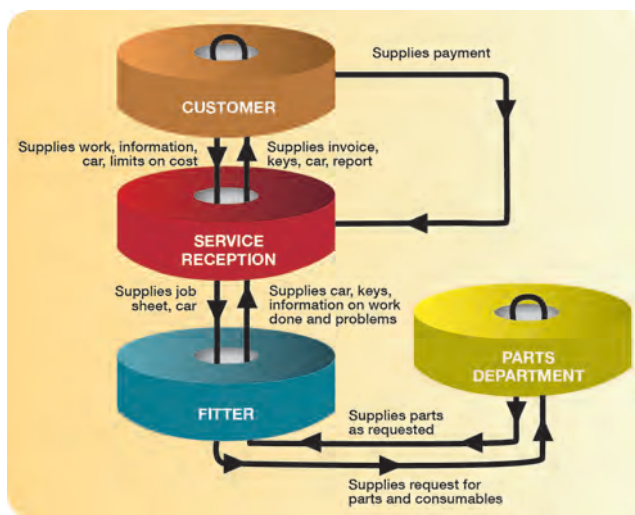 CUSTOMER
Supplies payment
Supplies work, information,
car, limits on cost
Supplies invoice,
keys, car, report
SERVICE
RECEPTION
Supplies job
sheet, car
Supplies car, keys,
information on work
done and problems
PARTS
DEPARTMENT
FITTER
Supplies parts
as requested
Supplies request for
parts and consumables